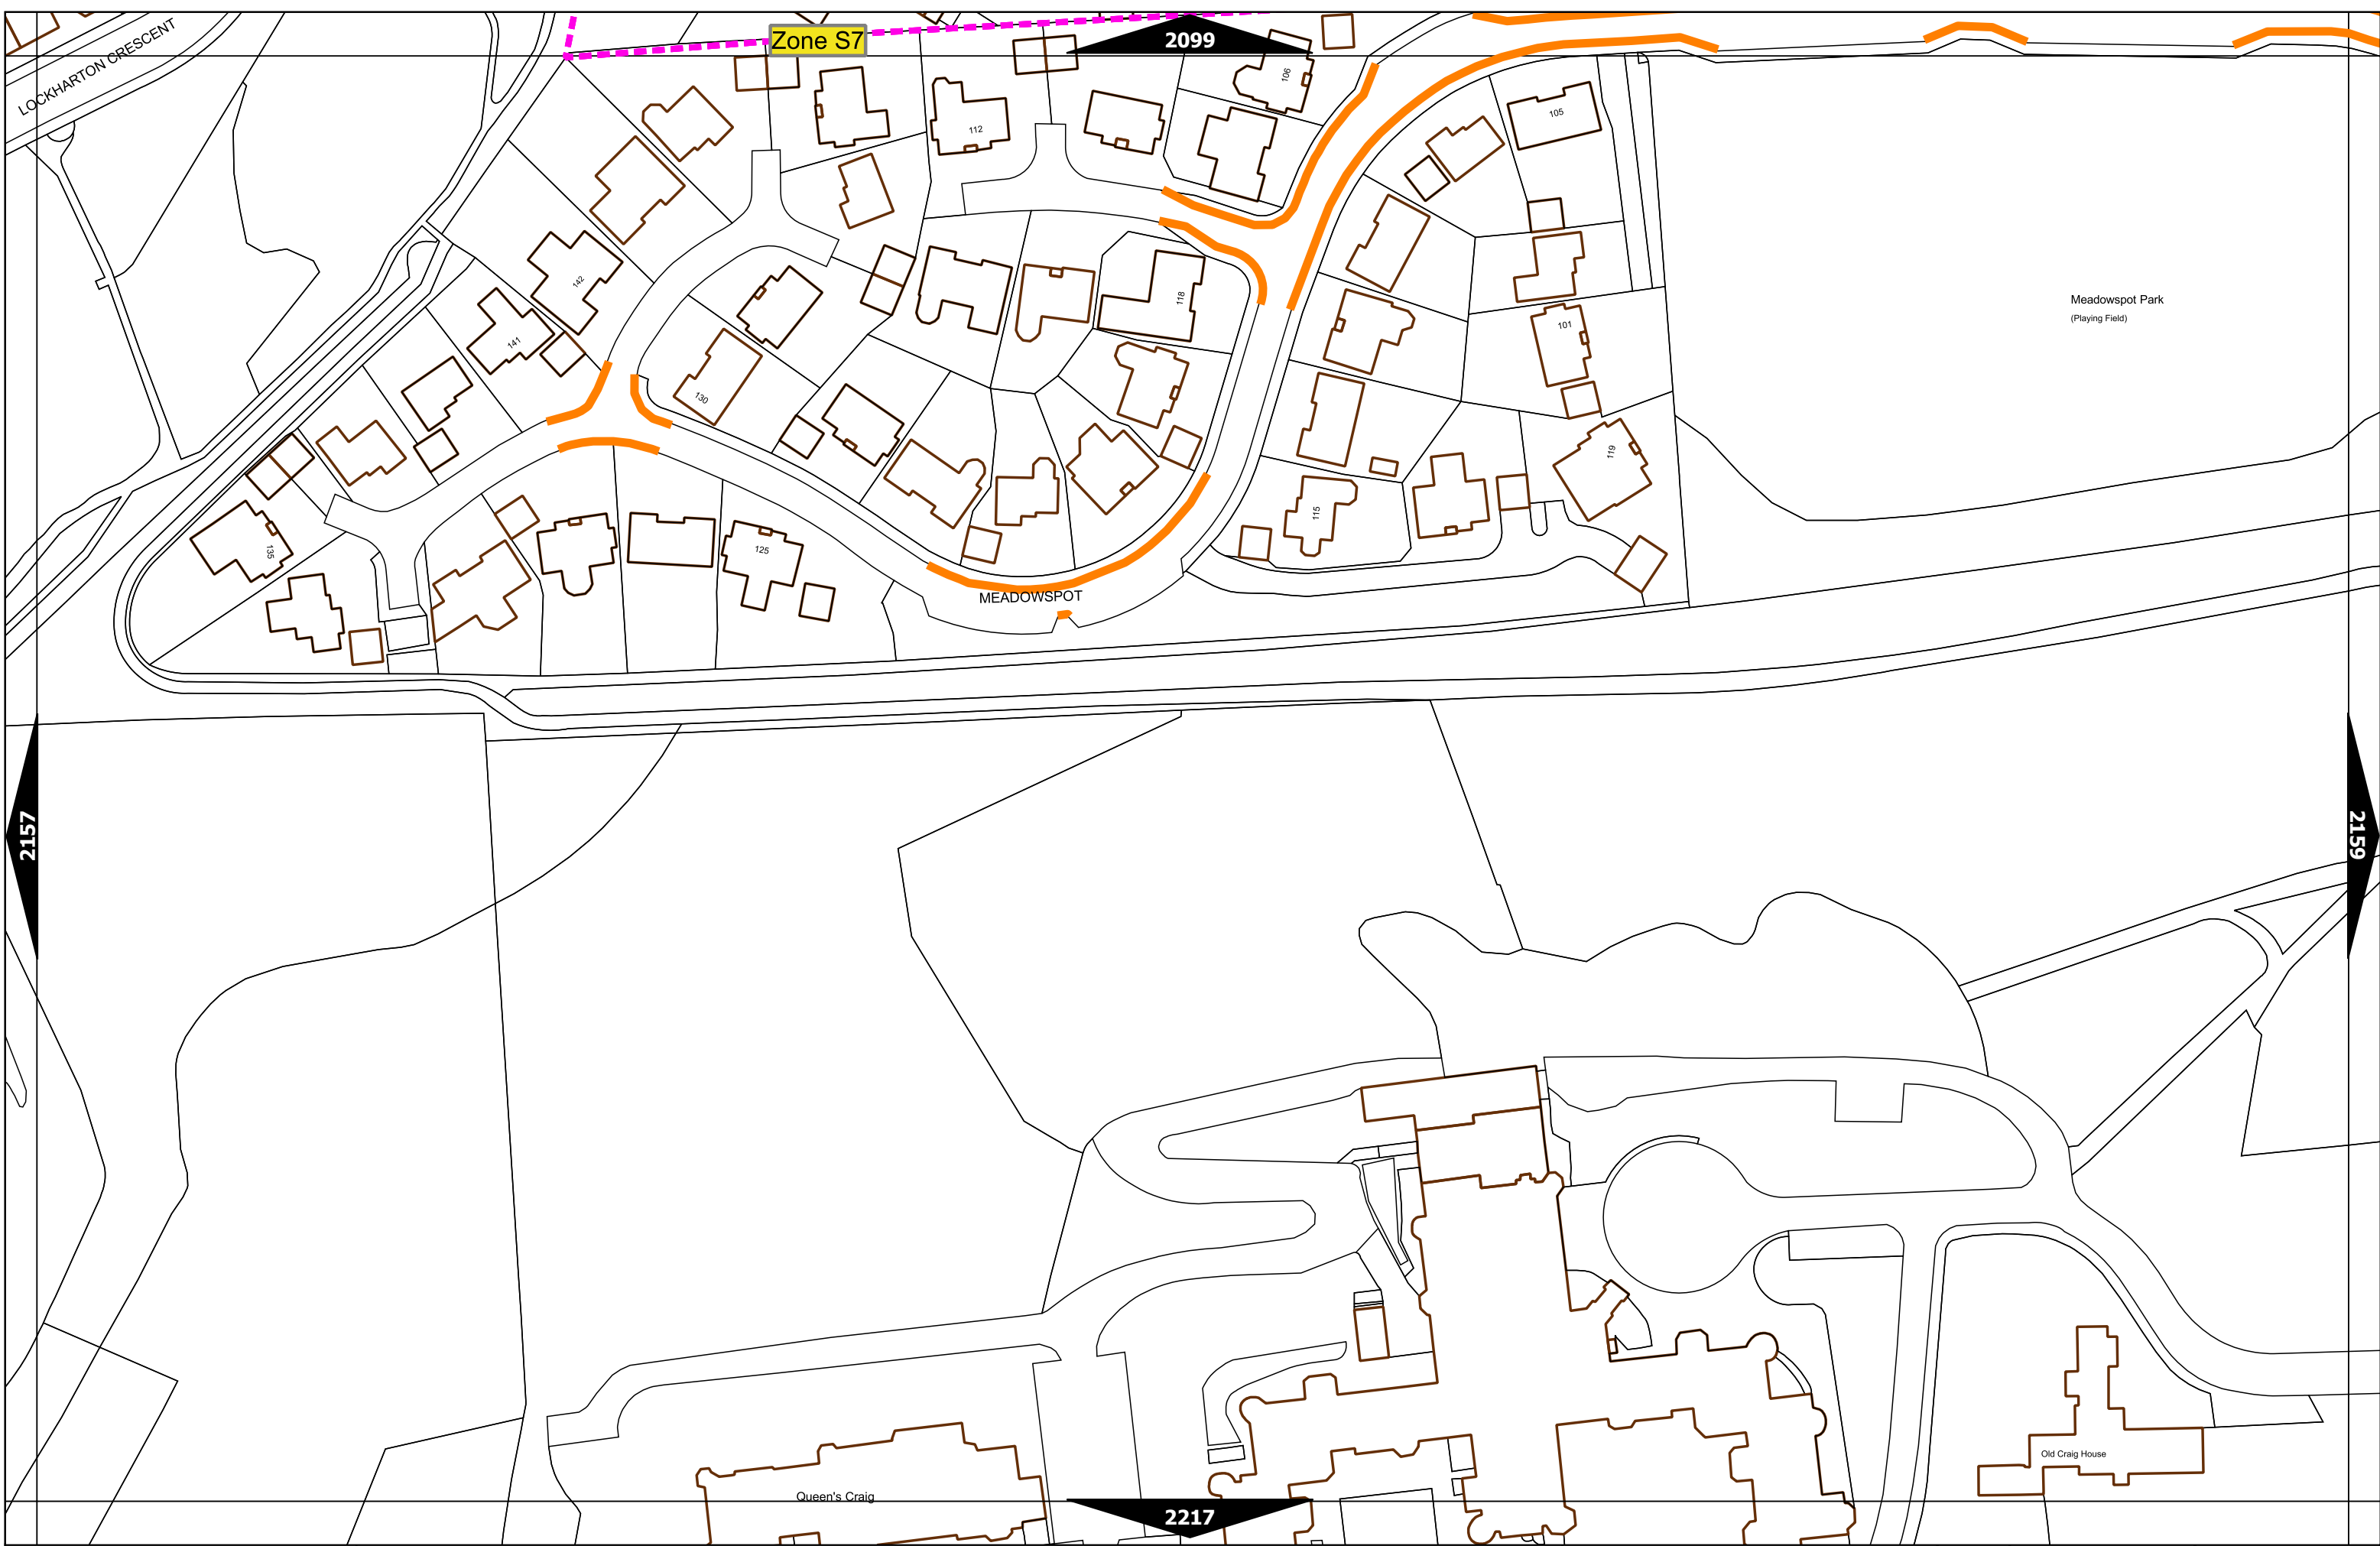 LOCKHARTON CRESCENT
Zone S7
2099
106
105
112
142
118
141
101
Meadowspot Park
(Playing Field)
130
119
135
125
115
MEADOWSPOT
2157
2159
Old Craig House
Queen's Craig
2217